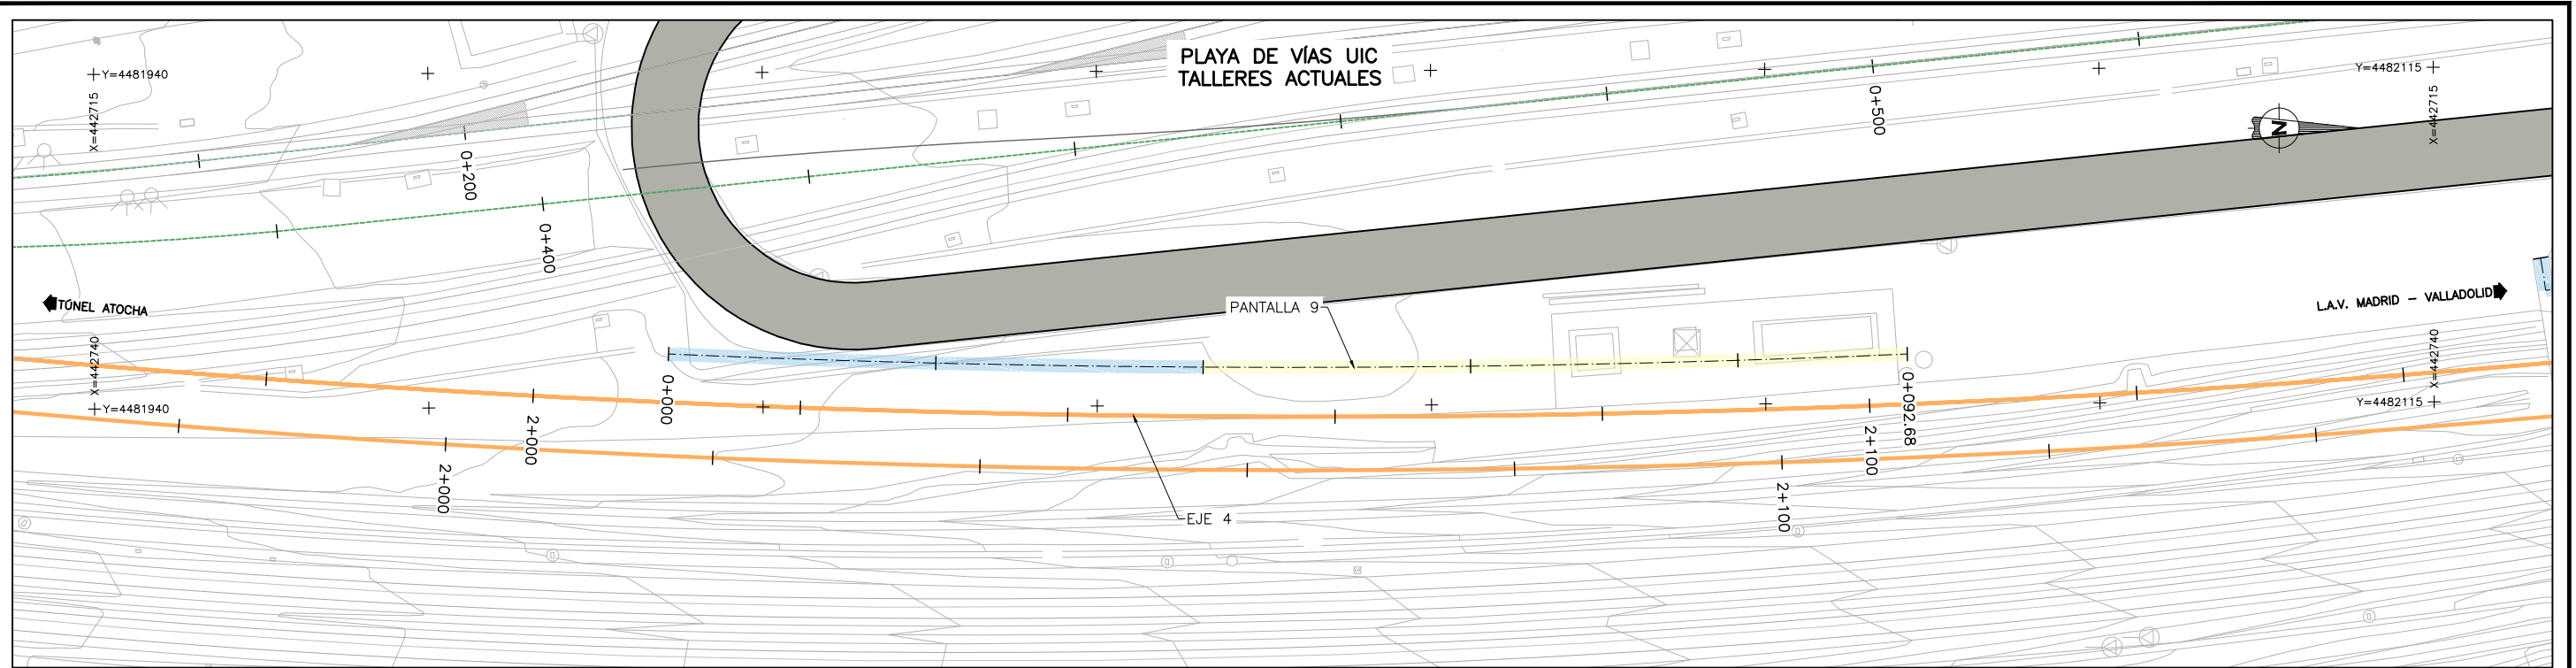 PLAYA DE VÍAS UIC
TALLERES ACTUALES
Y=4481940
X=442715
Y=4482115
X=442715
N
0+500
0+200
0+400
TÚNEL ATOCHA
PANTALLA 9
L.A.V. MADRID - VALLADOLID
X=442740
Y=4481940
0+000
2+000
2+000
0+092.68
2+100
2+100
X=442740
Y=4482115
EJE 4